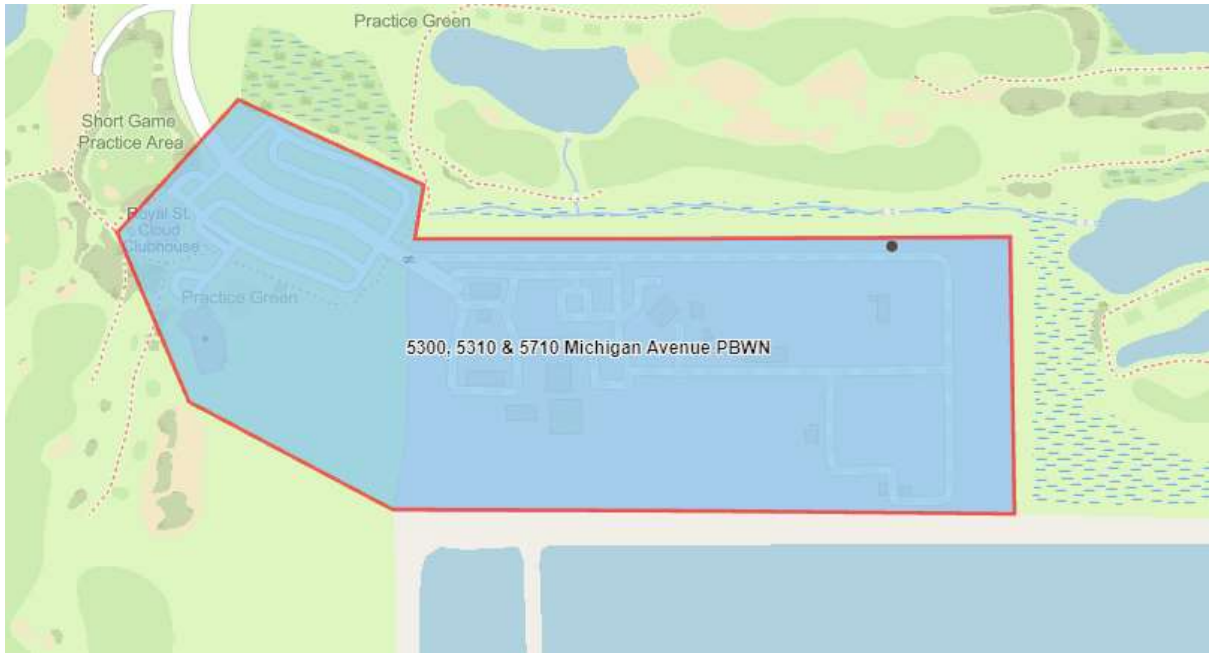 Practice Green
Short Game
Practice Area
Royal St.
Cloud
Clubhouse
Practice Green
5300, 5310 & 5710 Michigan Avenue PBWN